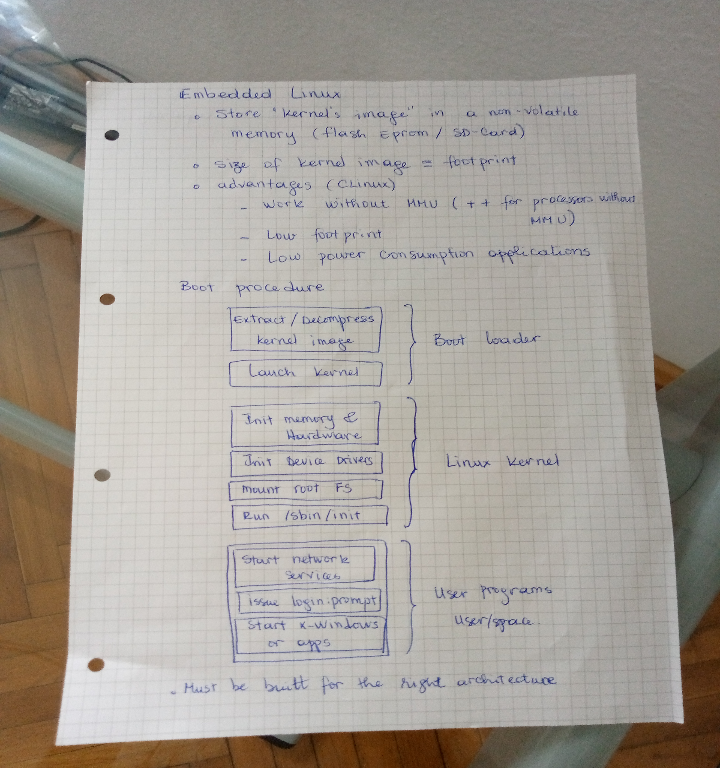 Embedded Linux
◦ Store "kernel's image" in a non-volatile
memory (flash Eprom / SD-Card)
◦ Size of kernel image = footprint
◦ advantages (CLinux)
- Work without MMU (++ for processors without
MMU)
- Low footprint
- Low power consumption applications
Boot procedure
Extract / Decompress
kernel image
Lauch kernel
Boot loader
Init memory &
Hardware
Init Device Drivers
Mount root FS
Run /sbin/init
Linux kernel
Start network
services
issue login prompt
Start X-Windows
or apps
User programs
User/space
. Must be built for the right architecture